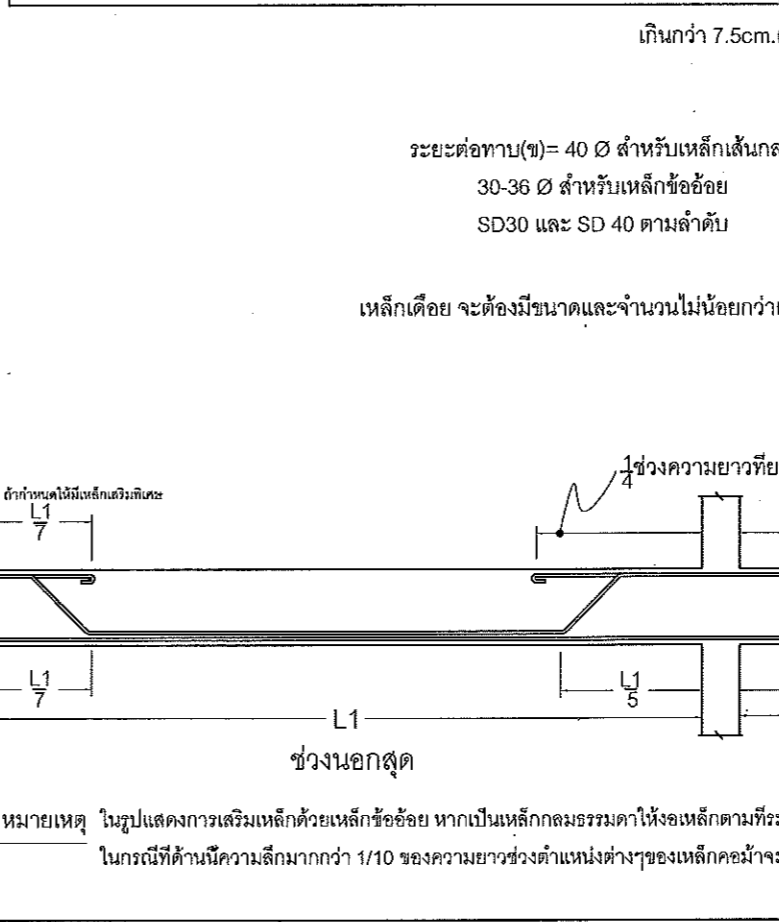 เกินกว่า 7.5cm.
ระยะต่อทาบ(ข)= 40 Ø สำหรับเหล็กเส้นกล
30-36 Ø สำหรับเหล็กข้ออ้อย
SD30 และ SD 40 ตามลำดับ
เหล็กเดือย จะต้องมีขนาดและจำนวนไม่น้อยกว่า
ถ้ากำหนดให้มีเหล็กเสริมพิเศษ
L1/7
1/4ช่วงความยาวที่ย
L1/7
L1/5
L1
ช่วงนอกสุด
หมายเหตุ ในรูปแสดงการเสริมเหล็กด้วยเหล็กข้ออ้อย หากเป็นเหล็กกลมธรรมดาให้งอเหล็กตามที่ระ
ในกรณีที่ด้านนี้ความลึกมากกว่า 1/10 ของความยาวช่วงตำแหน่งต่างๆของเหล็กคอม้าจะ